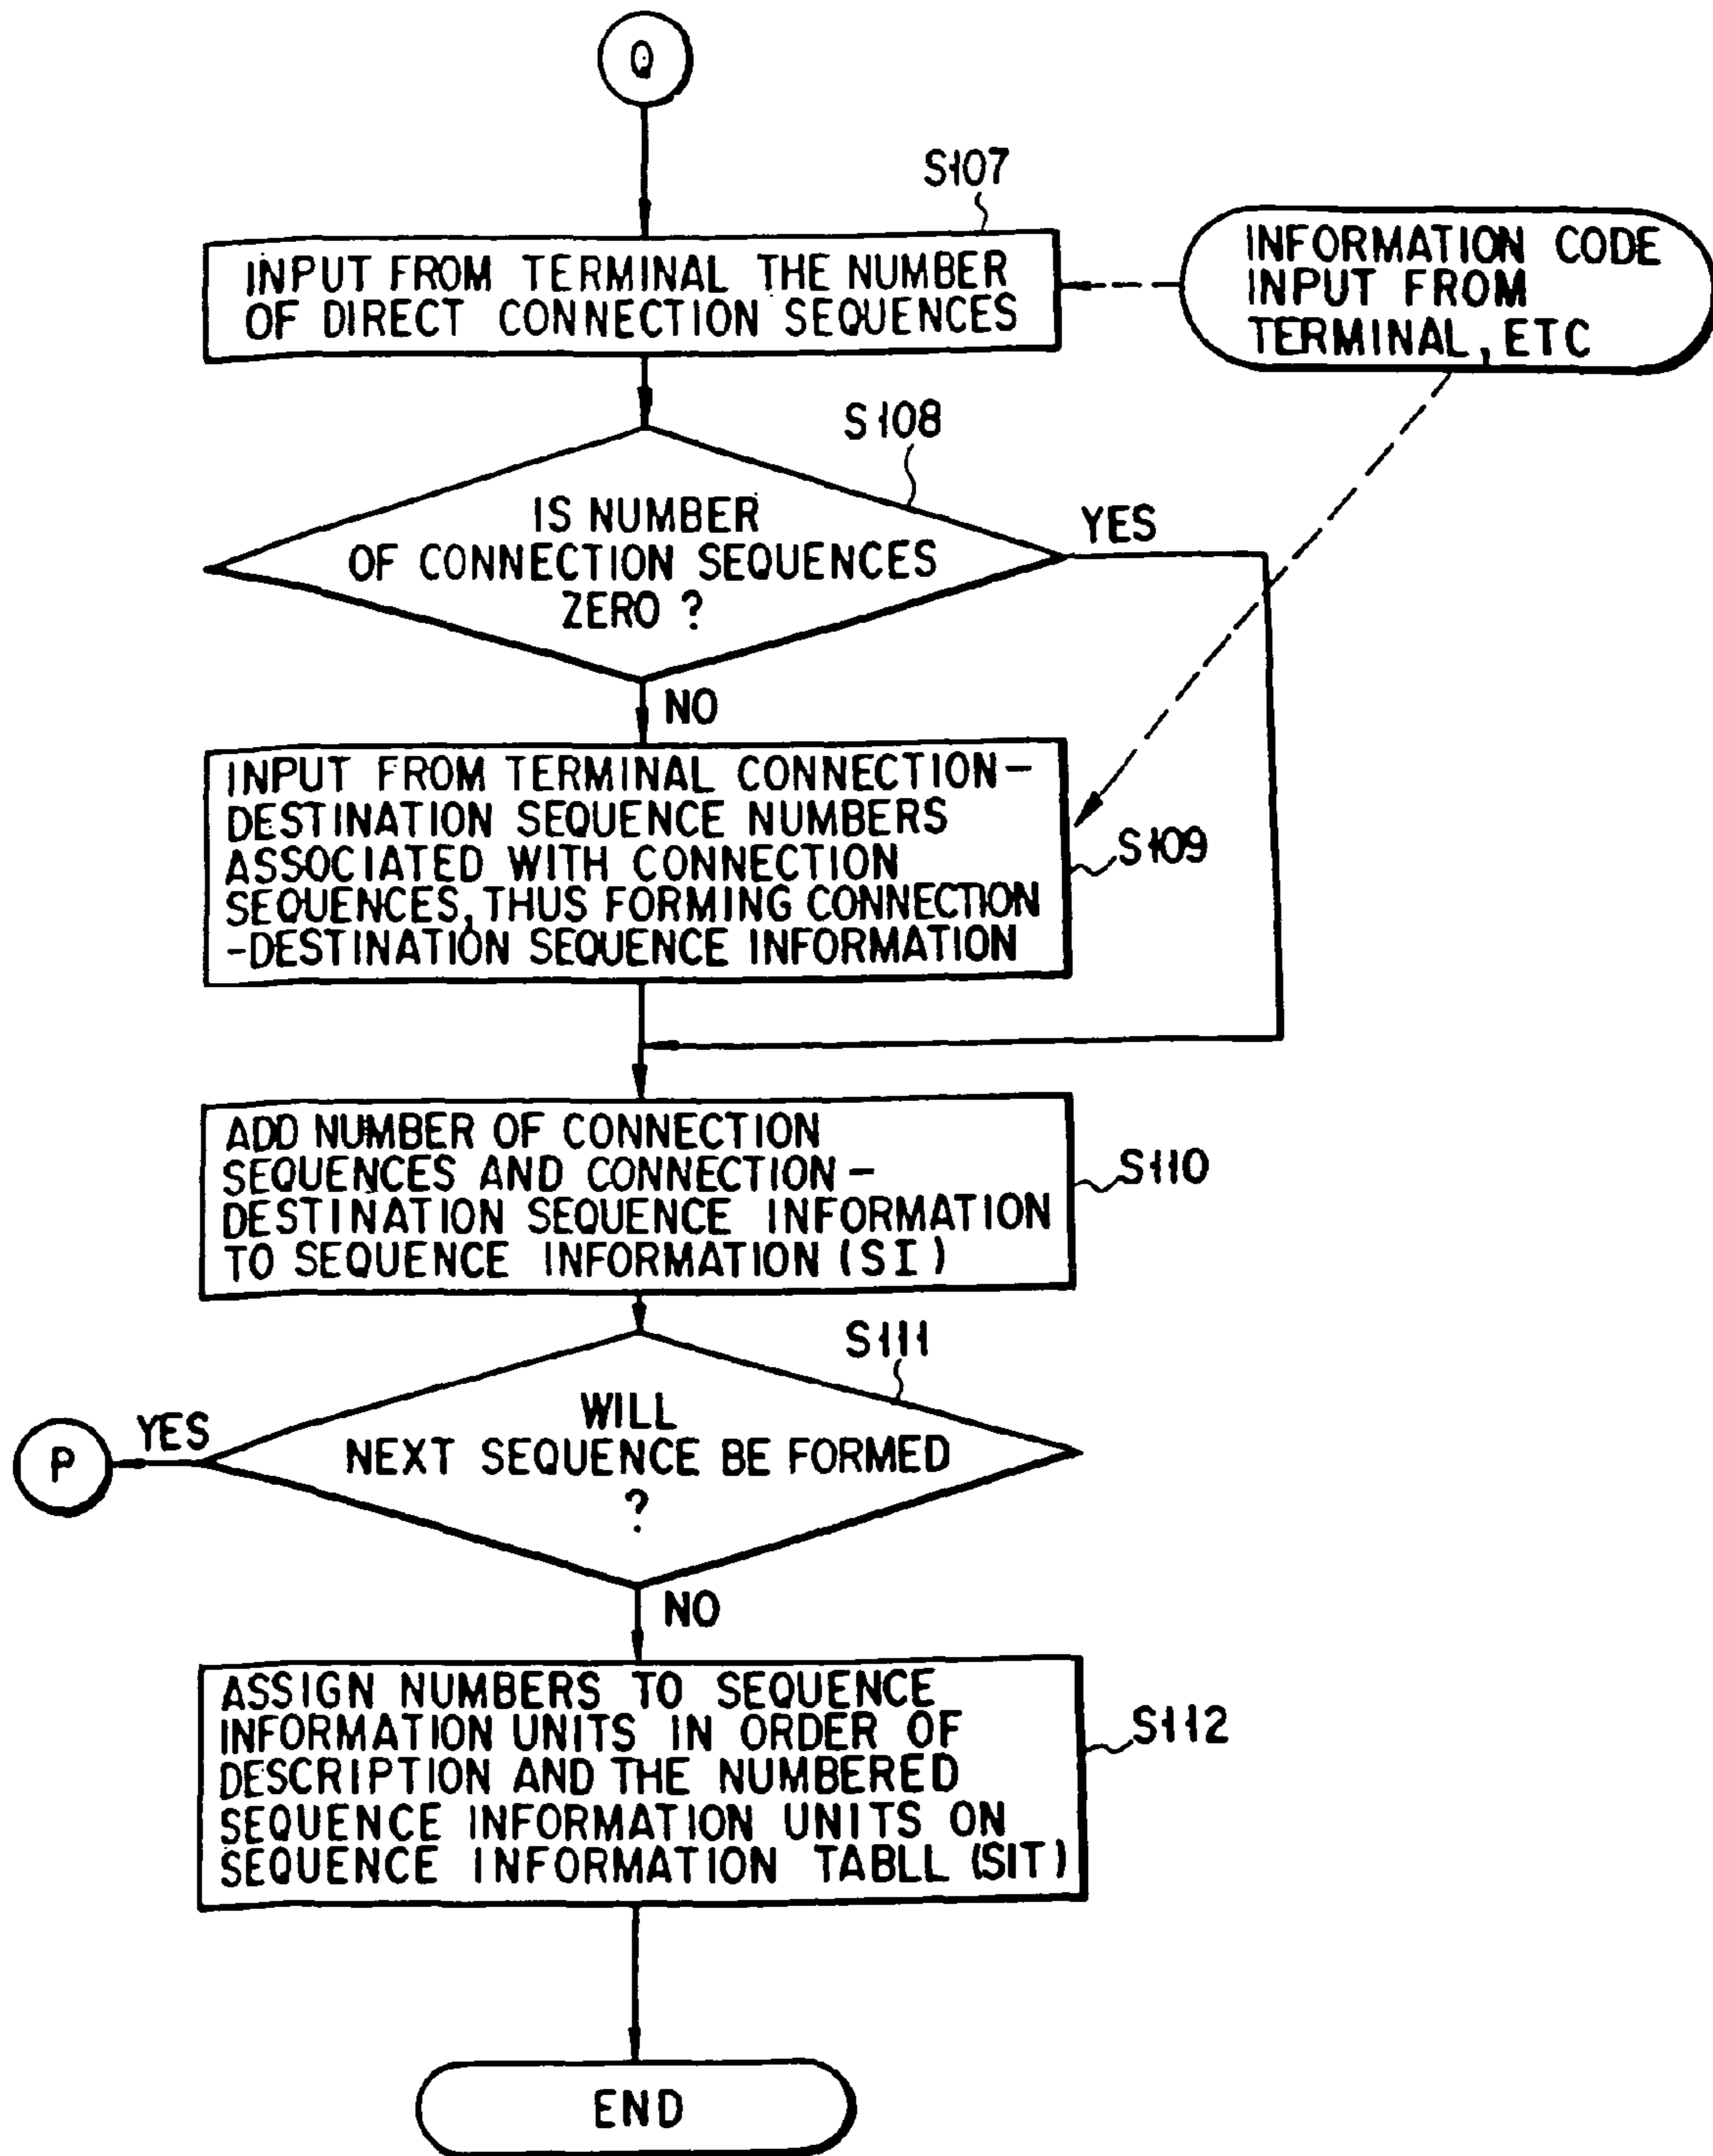 Q
S107
INPUT FROM TERMINAL THE NUMBER
OF DIRECT CONNECTION SEQUENCES
INFORMATION CODE
INPUT FROM
TERMINAL, ETC
S108
IS NUMBER
OF CONNECTION SEQUENCES
ZERO ?
YES
NO
INPUT FROM TERMINAL CONNECTION-
DESTINATION SEQUENCE NUMBERS
ASSOCIATED WITH CONNECTION
SEQUENCES, THUS FORMING CONNECTION
-DESTINATION SEQUENCE INFORMATION
S109
ADD NUMBER OF CONNECTION
SEQUENCES AND CONNECTION-
DESTINATION SEQUENCE INFORMATION
TO SEQUENCE INFORMATION (SI)
S110
S111
WILL
NEXT SEQUENCE BE FORMED
?
YES
P
NO
ASSIGN NUMBERS TO SEQUENCE
INFORMATION UNITS IN ORDER OF
DESCRIPTION AND THE NUMBERED
SEQUENCE INFORMATION UNITS ON
SEQUENCE INFORMATION TABLL (SIT)
S112
END